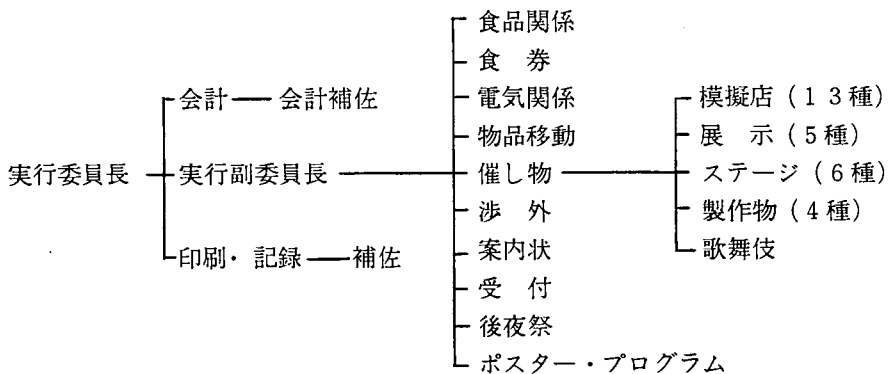 食品関係
食 券
会計 会計補佐 電気関係 模擬店(13種)
物品移動 展 示(5種)
実行委員長 実行副委員長 催し物 ステージ(6種)
渉 外 製作物(4種)
印刷・記録 補佐 案内状 歌舞伎
受 付
後夜祭
ポスター・プログラム